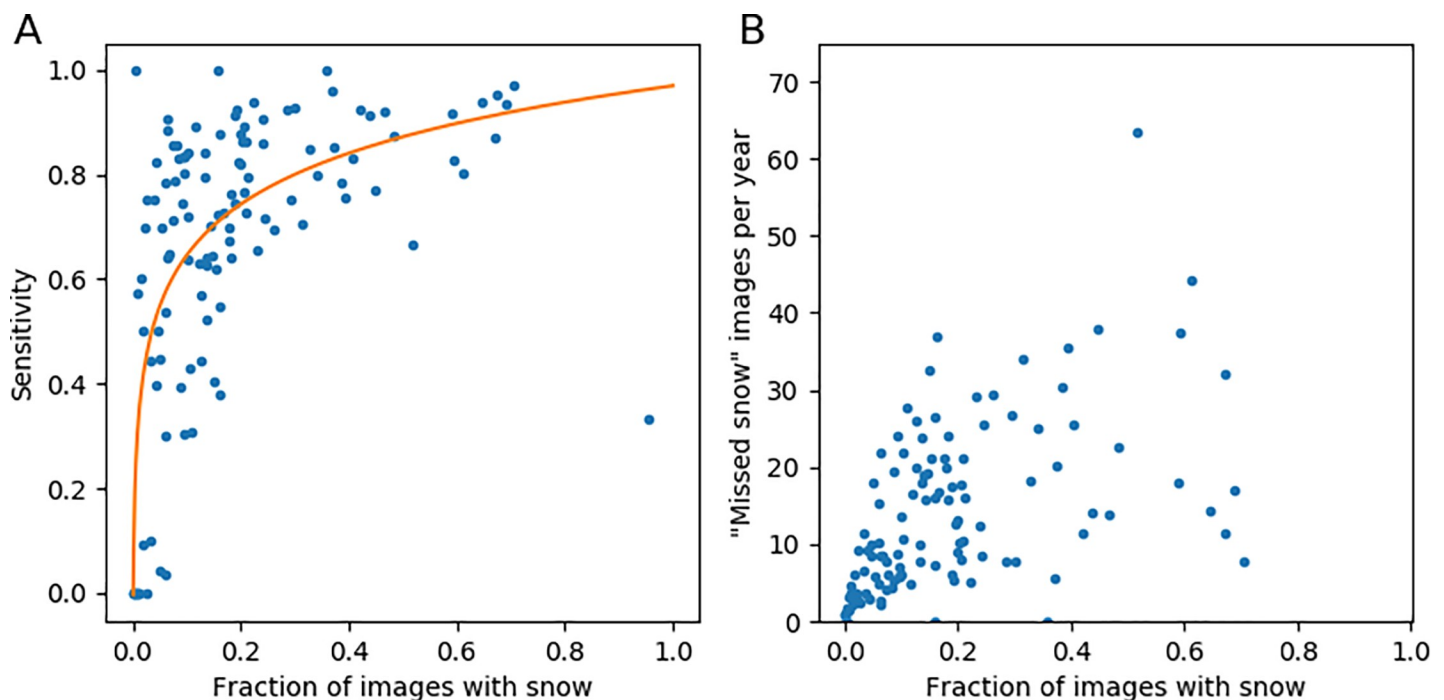 A
B
1.0
0.8
0.6
0.4
0.2
0.0
Sensitivity
0.0 0.2 0.4 0.6 0.8 1.0
Fraction of images with snow
70
60
50
40
30
20
10
0
"Missed snow" images per year
0.0 0.2 0.4 0.6 0.8 1.0
Fraction of images with snow